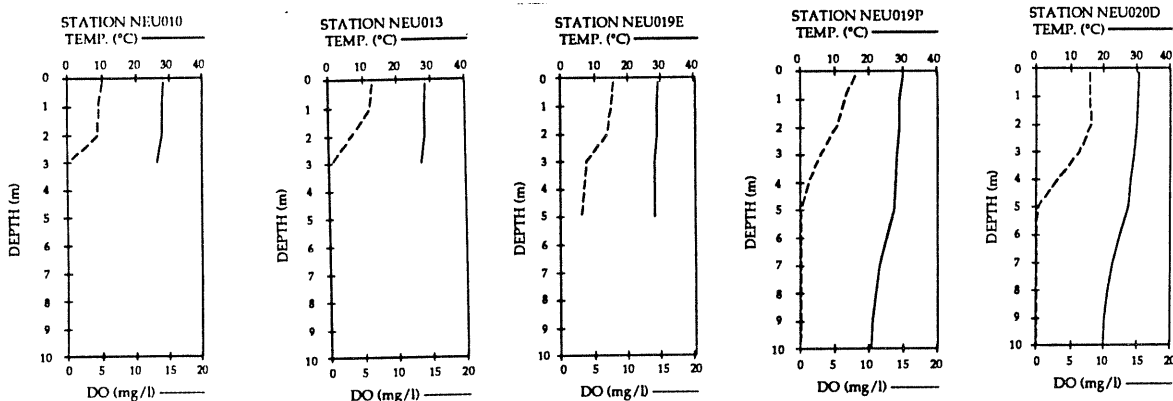 STATION NEU010
TEMP. (°C)
0 10 20 30 40
0
1
2
3
4
5
6
7
8
9
10
DEPTH (m)
0 5 10 15 20
DO (mg/l)
STATION NEU013
TEMP. (°C)
0 10 20 30 40
0
1
2
3
4
5
6
7
8
9
10
DEPTH (m)
0 5 10 15 20
DO (mg/l)
STATION NEU019E
TEMP. (°C)
0 10 20 30 40
0
1
2
3
4
5
6
7
8
9
10
DEPTH (m)
0 5 10 15 20
DO (mg/l)
STATION NEU019P
TEMP. (°C)
0 10 20 30 40
0
1
2
3
4
5
6
7
8
9
10
DEPTH (m)
0 5 10 15 20
DO (mg/l)
STATION NEU020D
TEMP. (°C)
0 10 20 30 40
0
1
2
3
4
5
6
7
8
9
10
DEPTH (m)
0 5 10 15 20
DO (mg/l)